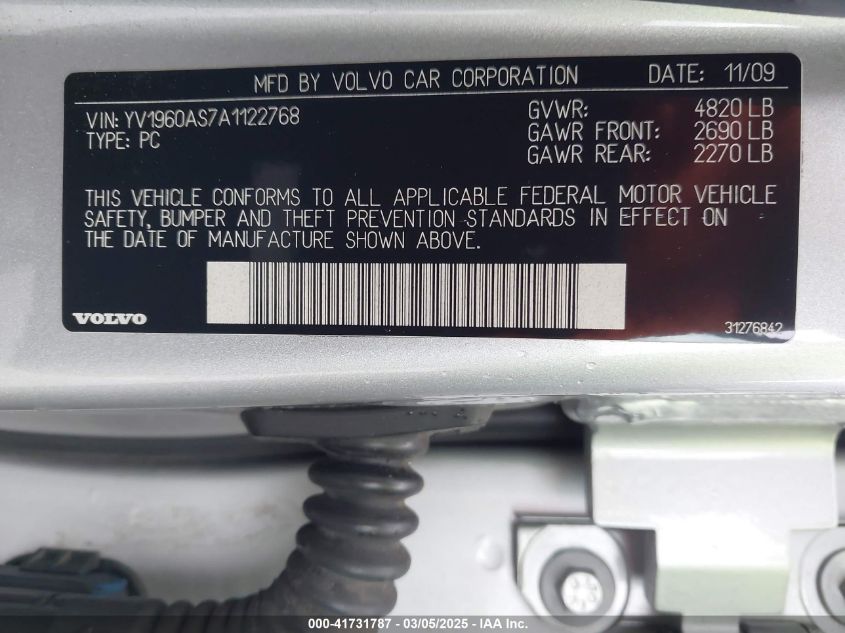 MFD BY VOLVO CAR CORPORATION DATE: 11/09
VIN: YV1960AS7A1122768 GVWR: 4820 LB
TYPE: PC GAWR FRONT: 2690 LB
GAWR REAR: 2270 LB
THIS VEHICLE CONFORMS TO ALL APPLICABLE FEDERAL MOTOR VEHICLE
SAFETY, BUMPER AND THEFT PREVENTION STANDARDS IN EFFECT ON
THE DATE OF MANUFACTURE SHOWN ABOVE.
VOLVO 31276842
000-41731787 - 03/05/2025 - IAA Inc.